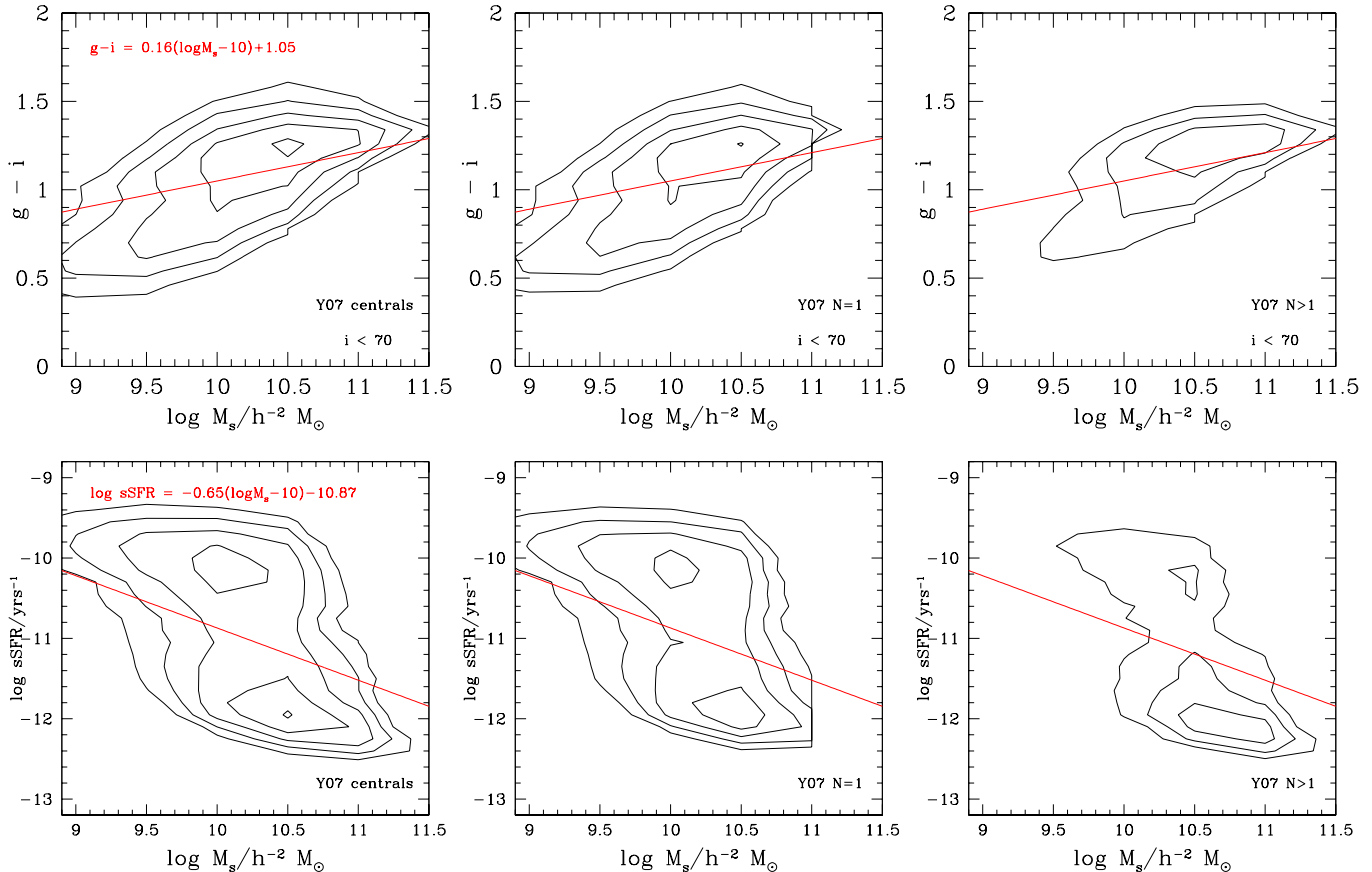 2
1.5
1
0.5
0
g − i
g−i = 0.16(logMₛ−10)+1.05
Y07 centrals
i < 70
9 9.5 10 10.5 11 11.5
log Mₛ/h⁻² M☉
Y07 N=1
i < 70
9 9.5 10 10.5 11 11.5
log Mₛ/h⁻² M☉
2
1.5
1
0.5
0
g − i
Y07 N>1
i < 70
9 9.5 10 10.5 11 11.5
log Mₛ/h⁻² M☉
−9
−10
−11
−12
−13
log sSFR/yrs⁻¹
log sSFR = −0.65(logMₛ−10)−10.87
Y07 centrals
9 9.5 10 10.5 11 11.5
log Mₛ/h⁻² M☉
−9
−10
−11
−12
−13
log sSFR/yrs⁻¹
Y07 N=1
9 9.5 10 10.5 11 11.5
log Mₛ/h⁻² M☉
−9
−10
−11
−12
−13
log sSFR/yrs⁻¹
Y07 N>1
9 9.5 10 10.5 11 11.5
log Mₛ/h⁻² M☉